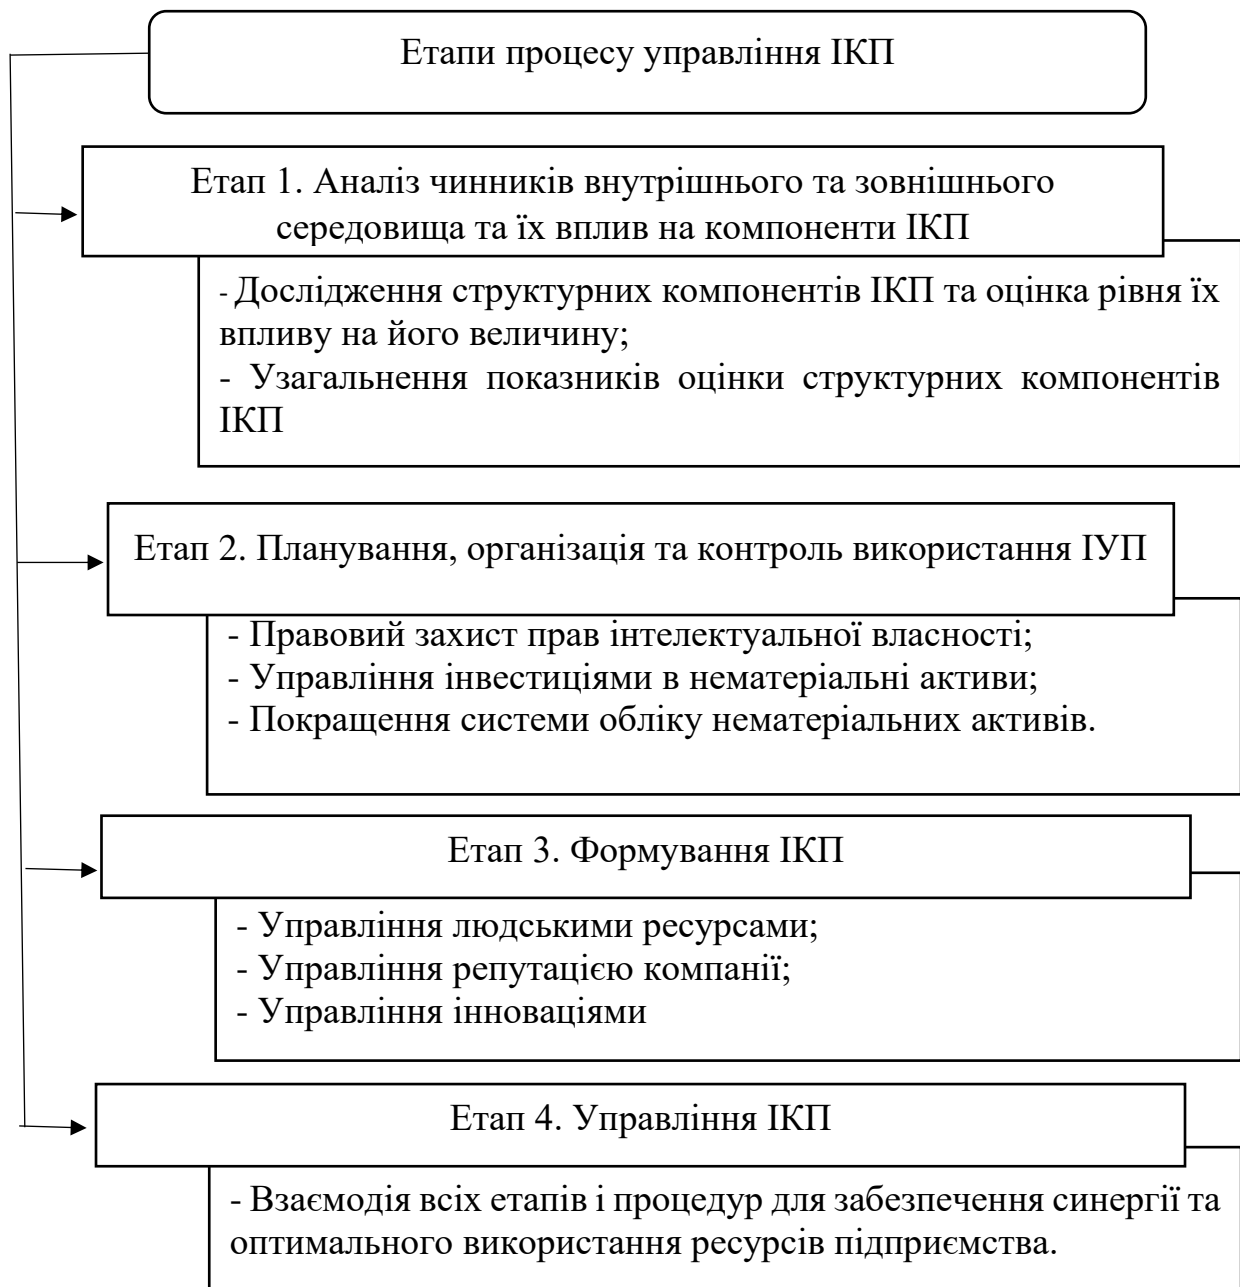 Етапи процесу управління ІКП
Етап 1. Аналіз чинників внутрішнього та зовнішнього
середовища та їх вплив на компоненти ІКП
- Дослідження структурних компонентів ІКП та оцінка рівня їх
впливу на його величину;
- Узагальнення показників оцінки структурних компонентів
ІКП
Етап 2. Планування, організація та контроль використання ІУП
- Правовий захист прав інтелектуальної власності;
- Управління інвестиціями в нематеріальні активи;
- Покращення системи обліку нематеріальних активів.
Етап 3. Формування ІКП
- Управління людськими ресурсами;
- Управління репутацією компанії;
- Управління інноваціями
Етап 4. Управління ІКП
- Взаємодія всіх етапів і процедур для забезпечення синергії та
оптимального використання ресурсів підприємства.